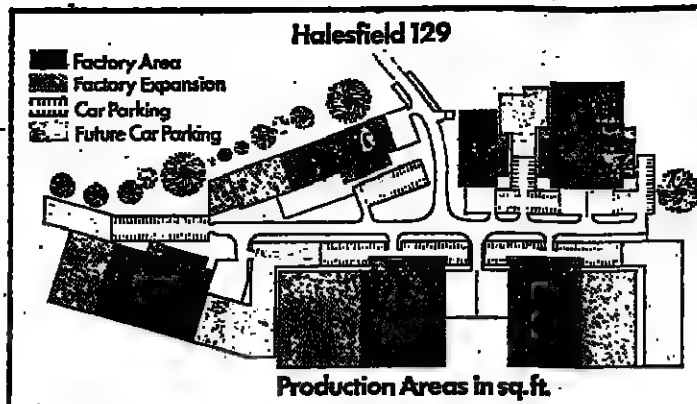 Halesfield 129
Factory Area
Factory Expansion
Car Parking
Future Car Parking
Production Areas in sq.ft.